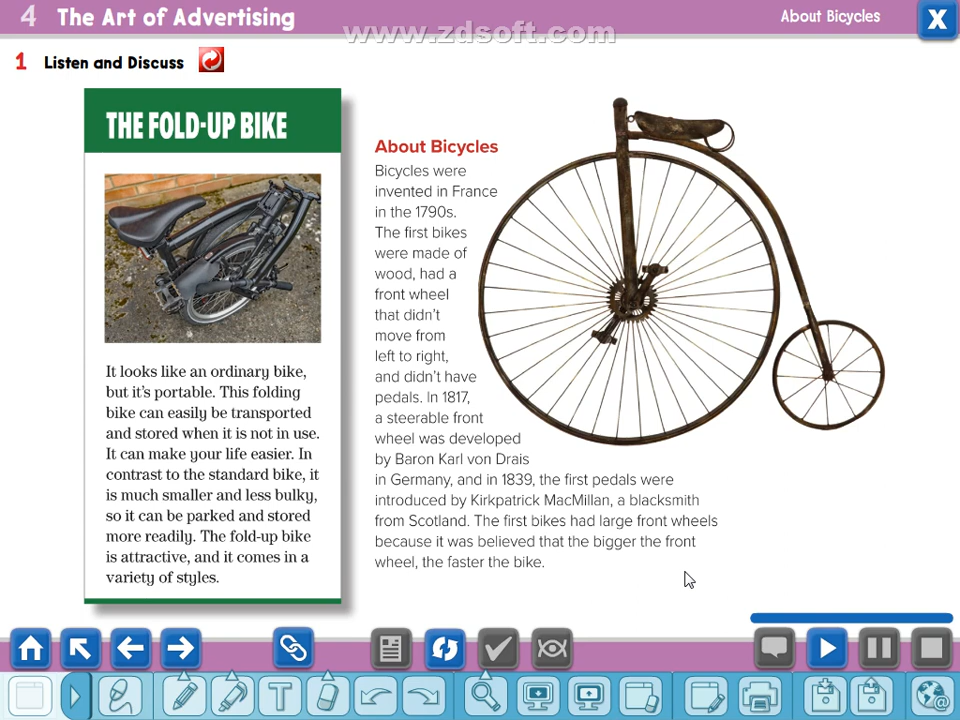 4 The Art of Advertising
www.zdsoft.com
About Bicycles
X
1 Listen and Discuss
THE FOLD-UP BIKE
It looks like an ordinary bike,
but it's portable. This folding
bike can easily be transported
and stored when it is not in use.
It can make your life easier. In
contrast to the standard bike, it
is much smaller and less bulky,
so it can be parked and stored
more readily. The fold-up bike
is attractive, and it comes in a
variety of styles.
About Bicycles
Bicycles were
invented in France
in the 1790s.
The first bikes
were made of
wood, had a
front wheel
that didn't
move from
left to right,
and didn't have
pedals. In 1817,
a steerable front
wheel was developed
by Baron Karl von Drais
in Germany, and in 1839, the first pedals were
introduced by Kirkpatrick MacMillan, a blacksmith
from Scotland. The first bikes had large front wheels
because it was believed that the bigger the front
wheel, the faster the bike.
T
@